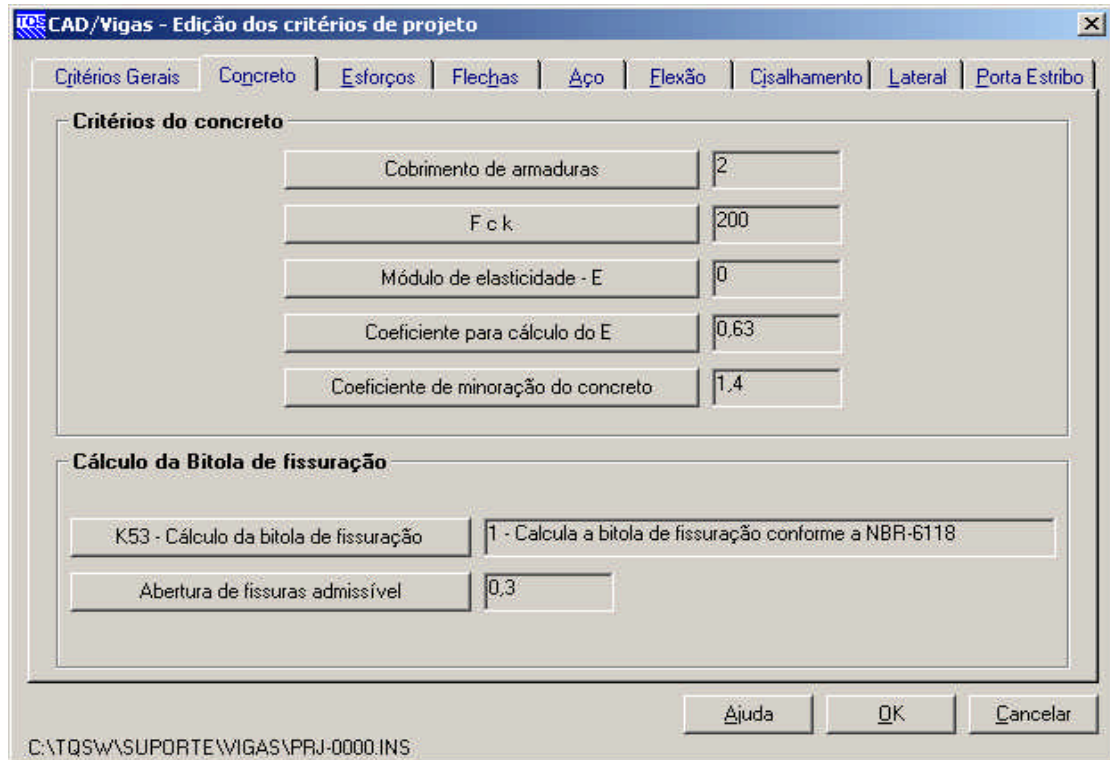 TQS CAD/Vigas - Edição dos critérios de projeto
Critérios Gerais Concreto Esforços Flechas Aço Flexão Cisalhamento Lateral Porta Estribo
Critérios do concreto
Cobrimento de armaduras 2
F c k 200
Módulo de elasticidade - E 0
Coeficiente para cálculo do E 0,63
Coeficiente de minoração do concreto 1,4
Cálculo da Bitola de fissuração
K53 - Cálculo da bitola de fissuração 1 - Calcula a bitola de fissuração conforme a NBR-6118
Abertura de fissuras admissível 0,3
Ajuda OK Cancelar
C:\TQSW\SUPORTE\VIGAS\PRJ-0000.INS